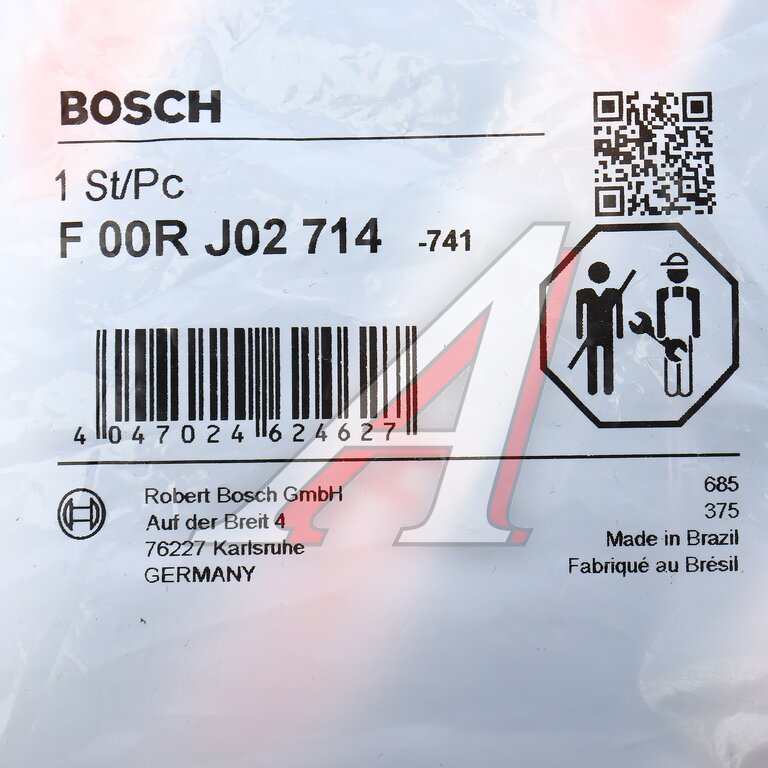 BOSCH
1 St/Pc
F 00R J02 714 -741
4 047024 624627
Robert Bosch GmbH
Auf der Breit 4
76227 Karlsruhe
GERMANY
685
375
Made in Brazil
Fabriqué au Brésil